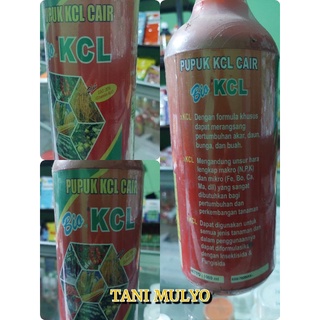 PUPUK KCL CAIR
Bio KCL
PUPUK KCL CAIR
Bio KCL
PUPUK KCL CAIR
Bio KCL
KCL Dengan formula khusus
dapat merangsang
pertumbuhan akar, daun
bunga, dan buah.
KCL Mengandung unsur hara
lengkap makro (N,P,K)
dan mikro (Fe, Ca,
Mn, dll) yang sangat
dibutuhkan bagi
pertumbuhan dan
perkembangan tanaman
KCL Dapat digunakan untuk
semua jenis tanaman dan
dalam penggunaannya
dapat diformulasi
dengan Insektisida &
Fungisida
TANI MULYO